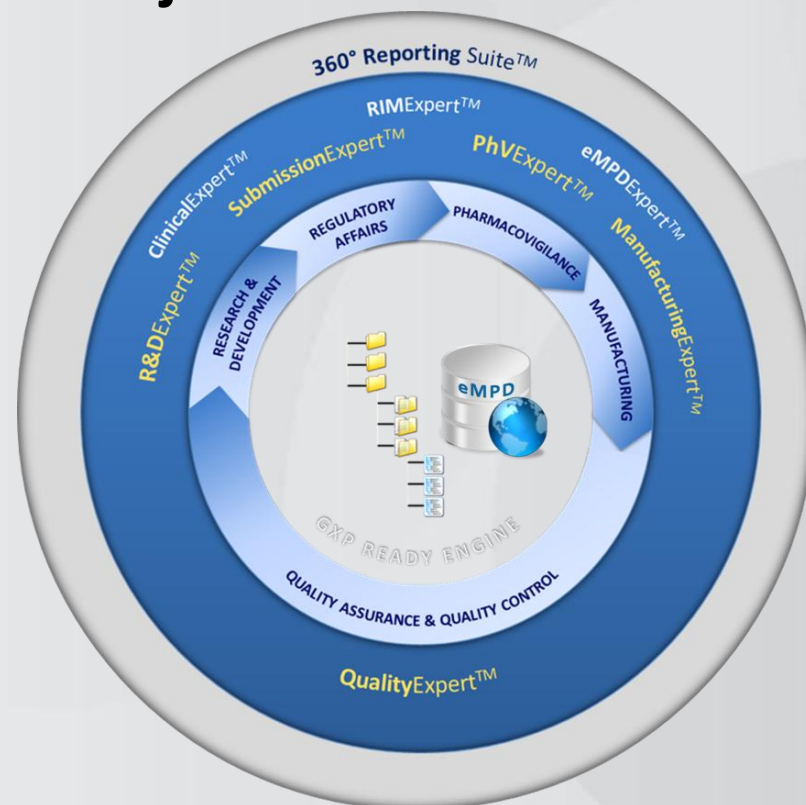 360° Reporting Suite™
RIMExpert™
ClinicalExpert™
SubmissionExpert™
PhVExpert™
eMPDExpert™
R&DExpert™
ManufacturingExpert™
RESEARCH &
DEVELOPMENT
REGULATORY
AFFAIRS
PHARMACOVIGILANCE
MANUFACTURING
eMPD
GXP READY ENGINE
QUALITY ASSURANCE & QUALITY CONTROL
QualityExpert™